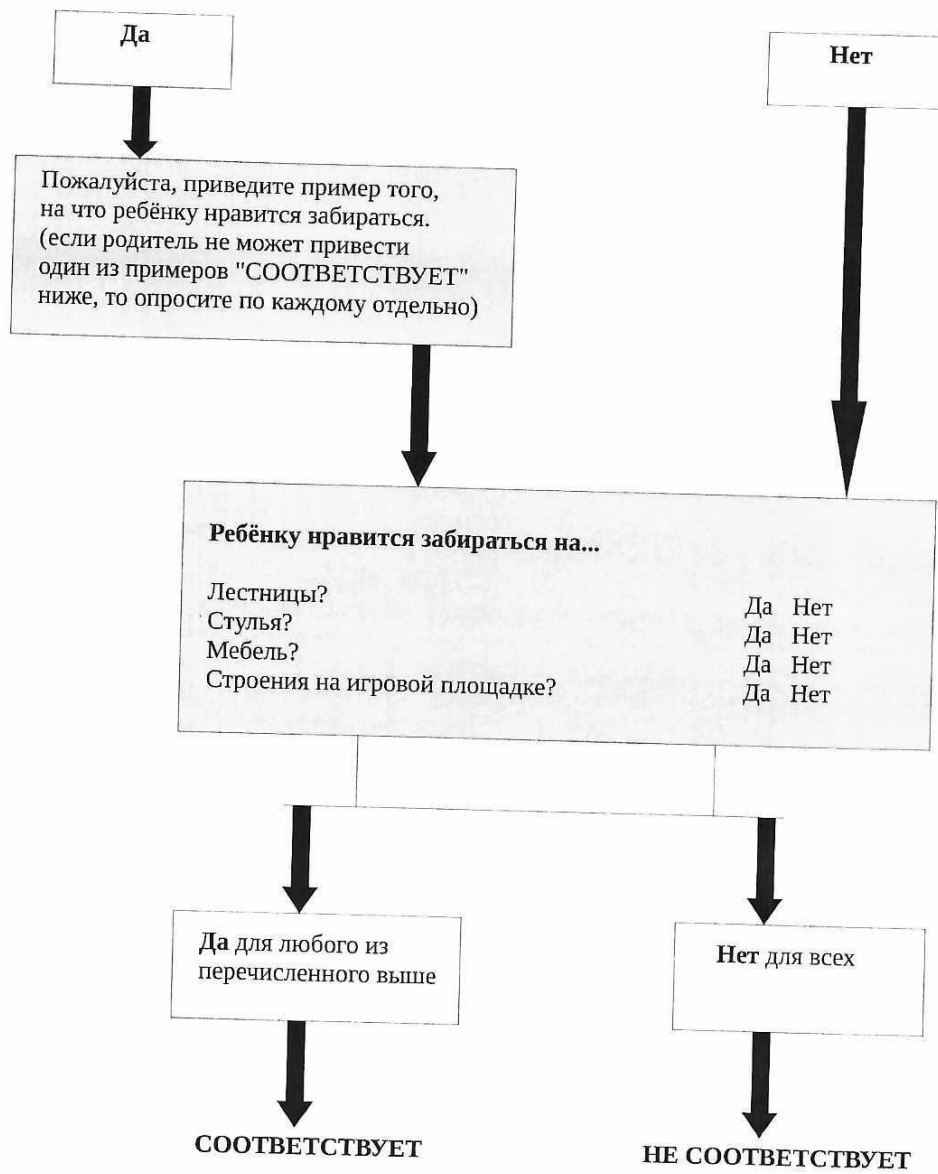 Да
Нет
Пожалуйста, приведите пример того,
на что ребёнку нравится забираться.
(если родитель не может привести
один из примеров "СООТВЕТСТВУЕТ"
ниже, то опросите по каждому отдельно)
Ребёнку нравится забираться на...
Лестницы? Да Нет
Стулья? Да Нет
Мебель? Да Нет
Строения на игровой площадке? Да Нет
Да для любого из
перечисленного выше
Нет для всех
СООТВЕТСТВУЕТ
НЕ СООТВЕТСТВУЕТ